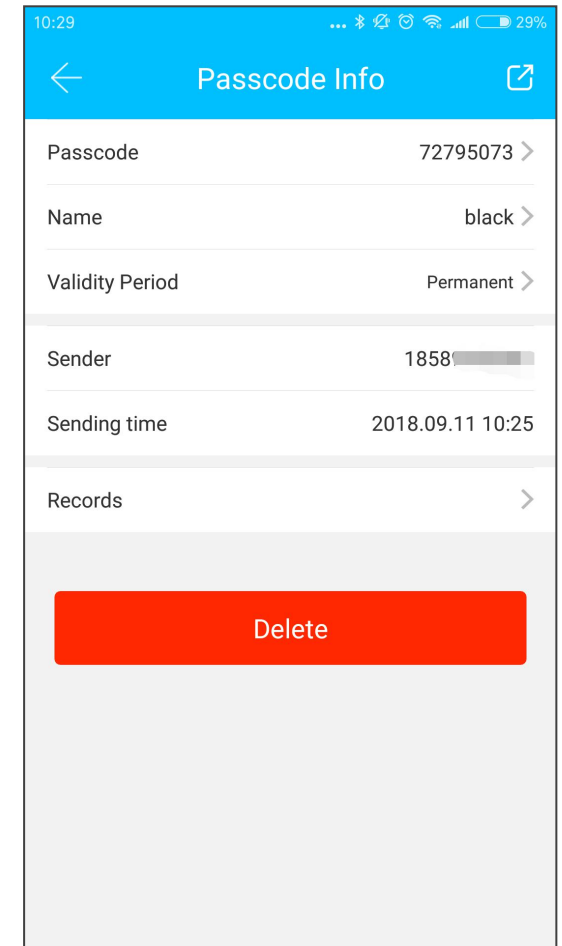 10:29 ... 29%
Passcode Info
Passcode 72795073
Name black
Validity Period Permanent
Sender 1858
Sending time 2018.09.11 10:25
Records
Delete